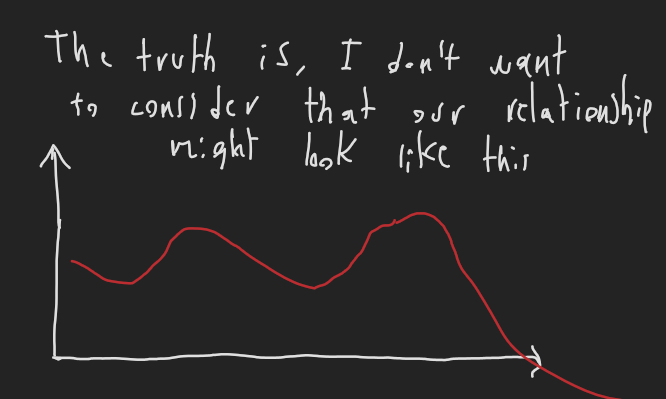 The truth is, I don't want
to consider that our relationship
might look like this